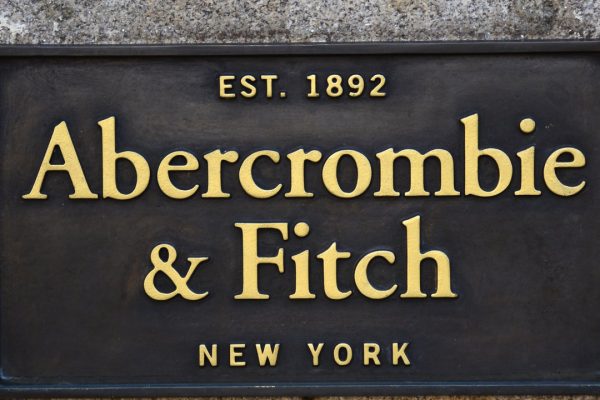 EST. 1892
Abercrombie
& Fitch
NEW YORK